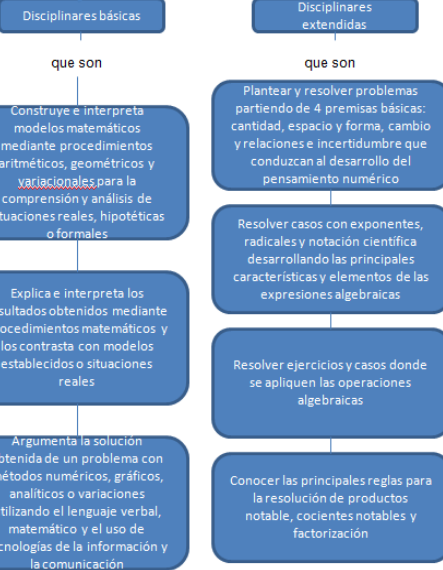 Disciplinares básicas
que son
Construye e interpreta
modelos matemáticos
mediante procedimientos
aritméticos, geométricos y
variacionales para la
comprensión y análisis de
situaciones reales, hipotéticas
o formales
Explica e interpreta los
resultados obtenidos mediante
procedimientos matemáticos y
los contrasta con modelos
establecidos o situaciones
reales
Argumenta la solución
obtenida de un problema con
métodos numéricos, gráficos,
analíticos o variaciones
utilizando el lenguaje verbal,
matemático y el uso de
tecnologías de la información y
la comunicación
Disciplinares
extendidas
que son
Plantear y resolver problemas
partiendo de 4 premisas básicas:
cantidad, espacio y forma, cambio
y relaciones e incertidumbre que
conduzcan al desarrollo del
pensamiento numérico
Resolver casos con exponentes,
radicales y notación científica
desarrollando las principales
características y elementos de las
expresiones algebraicas
Resolver ejercicios y casos donde
se apliquen las operaciones
algebraicas
Conocer las principales reglas para
la resolución de productos
notable, cocientes notables y
factorización